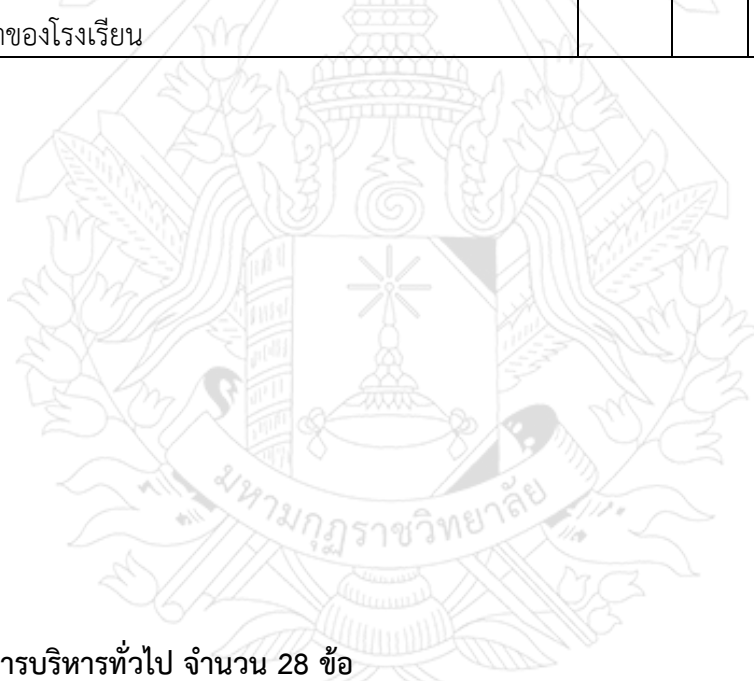 ของโรงเรียน
มหามกุฏราชวิทยาลัย
ารบริหารทั่วไป จำนวน 28 ข้อ